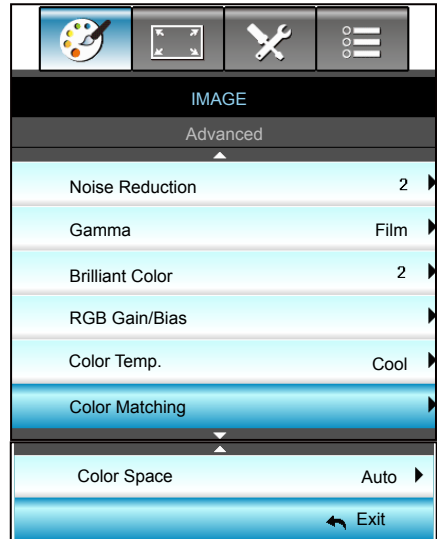 IMAGE
Advanced
Noise Reduction 2
Gamma Film
Brilliant Color 2
RGB Gain/Bias
Color Temp. Cool
Color Matching
Color Space Auto
Exit